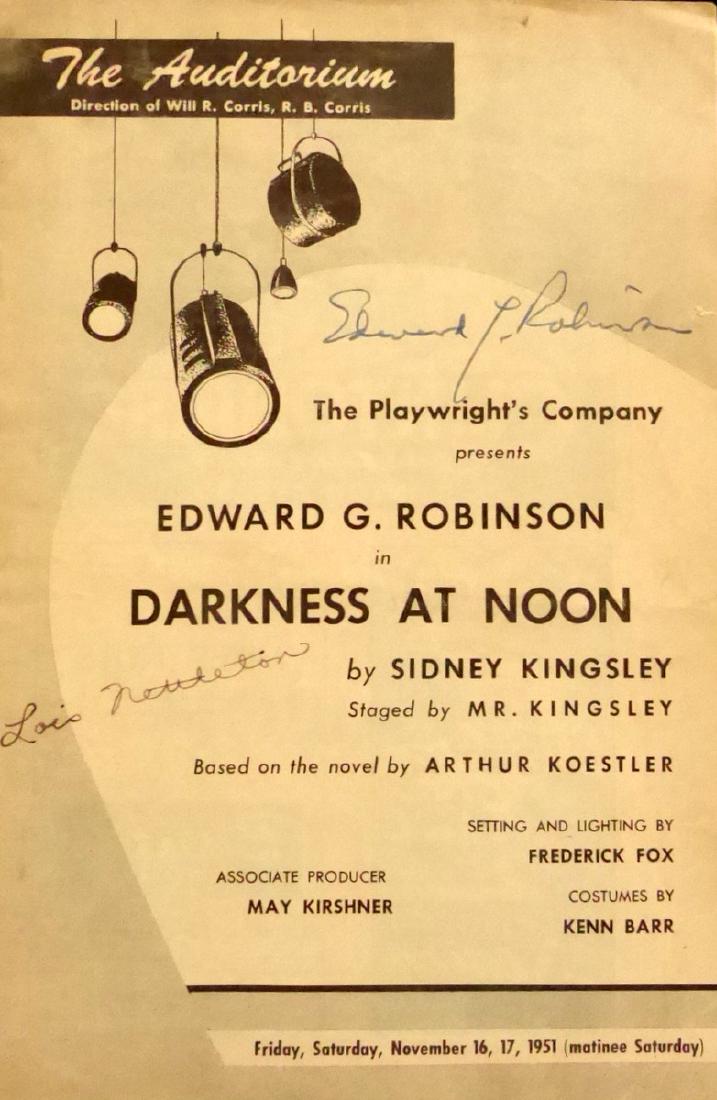 The Auditorium
Direction of Will R. Corris, R. B. Corris
Edward G. Robinson
The Playwright's Company
presents
EDWARD G. ROBINSON
in
DARKNESS AT NOON
by SIDNEY KINGSLEY
Lois Nettleton
Staged by MR. KINGSLEY
Based on the novel by ARTHUR KOESTLER
SETTING AND LIGHTING BY
FREDERICK FOX
ASSOCIATE PRODUCER
MAY KIRSHNER
COSTUMES BY
KENN BARR
Friday, Saturday, November 16, 17, 1951 (matinee Saturday)